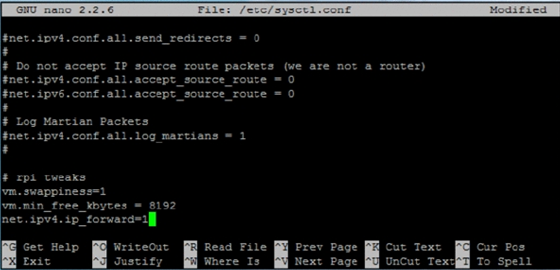 GNU nano 2.2.6 File: /etc/sysctl.conf Modified
#net.ipv4.conf.all.send_redirects = 0
#
# Do not accept IP source route packets (we are not a router)
#net.ipv4.conf.all.accept_source_route = 0
#net.ipv6.conf.all.accept_source_route = 0
#
# Log Martian Packets
#net.ipv4.conf.all.log_martians = 1
#
# rpi tweaks
vm.swappiness=1
vm.min_free_kbytes = 8192
net.ipv4.ip_forward=1
^G Get Help ^O WriteOut ^R Read File ^Y Prev Page ^K Cut Text ^C Cur Pos
^X Exit ^J Justify ^W Where Is ^V Next Page ^U UnCut Text ^T To Spell